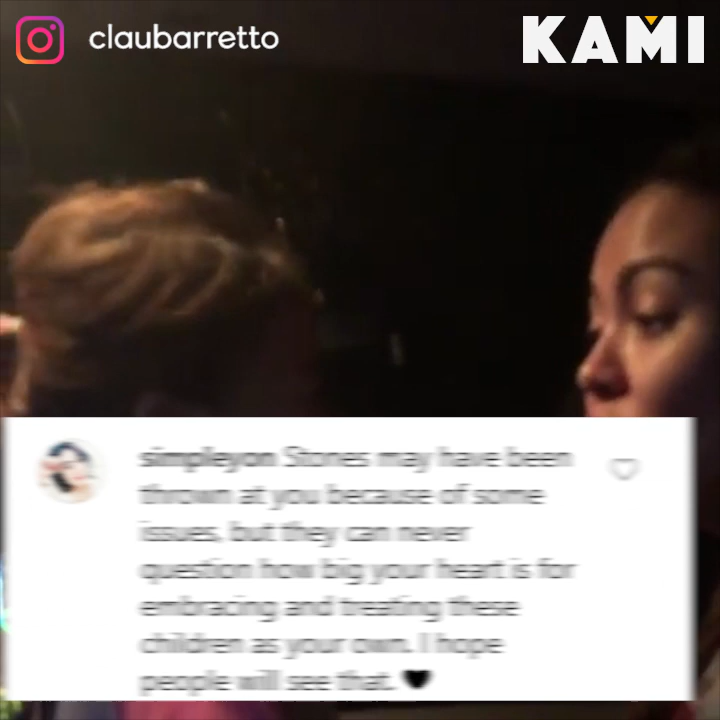 claubarretto
KAMI
simpleyon Stones may have been
thrown at you because of some
issues, but they can never
question how big your heart is for
embracing and treating these
children as your own. I hope
people will see that. 🖤